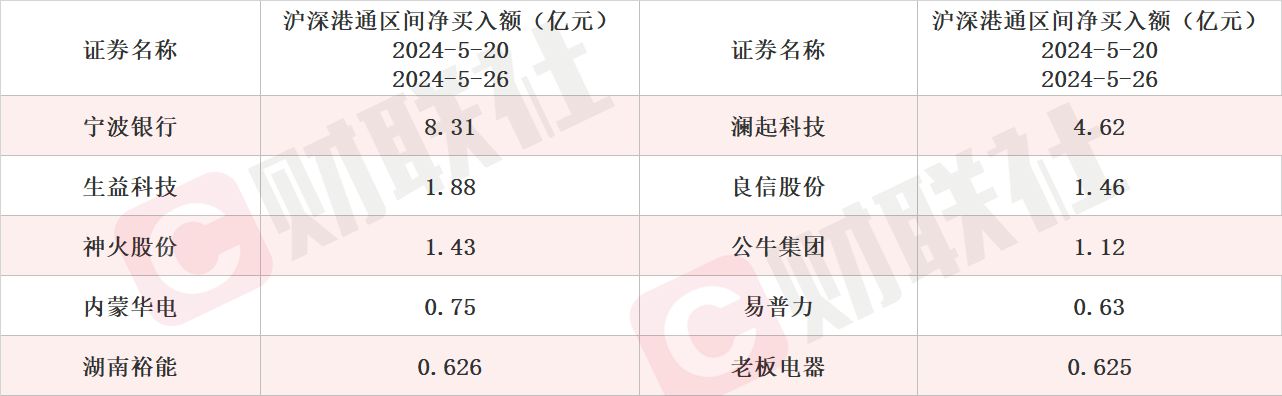 证券名称 沪深港通区间净买入额（亿元） 2024-5-20 2024-5-26 证券名称 沪深港通区间净买入额（亿元） 2024-5-20 2024-5-26
宁波银行 8.31 澜起科技 4.62
生益科技 1.88 良信股份 1.46
神火股份 1.43 公牛集团 1.12
内蒙华电 0.75 易普力 0.63
湖南裕能 0.626 老板电器 0.625
财联社
财联社